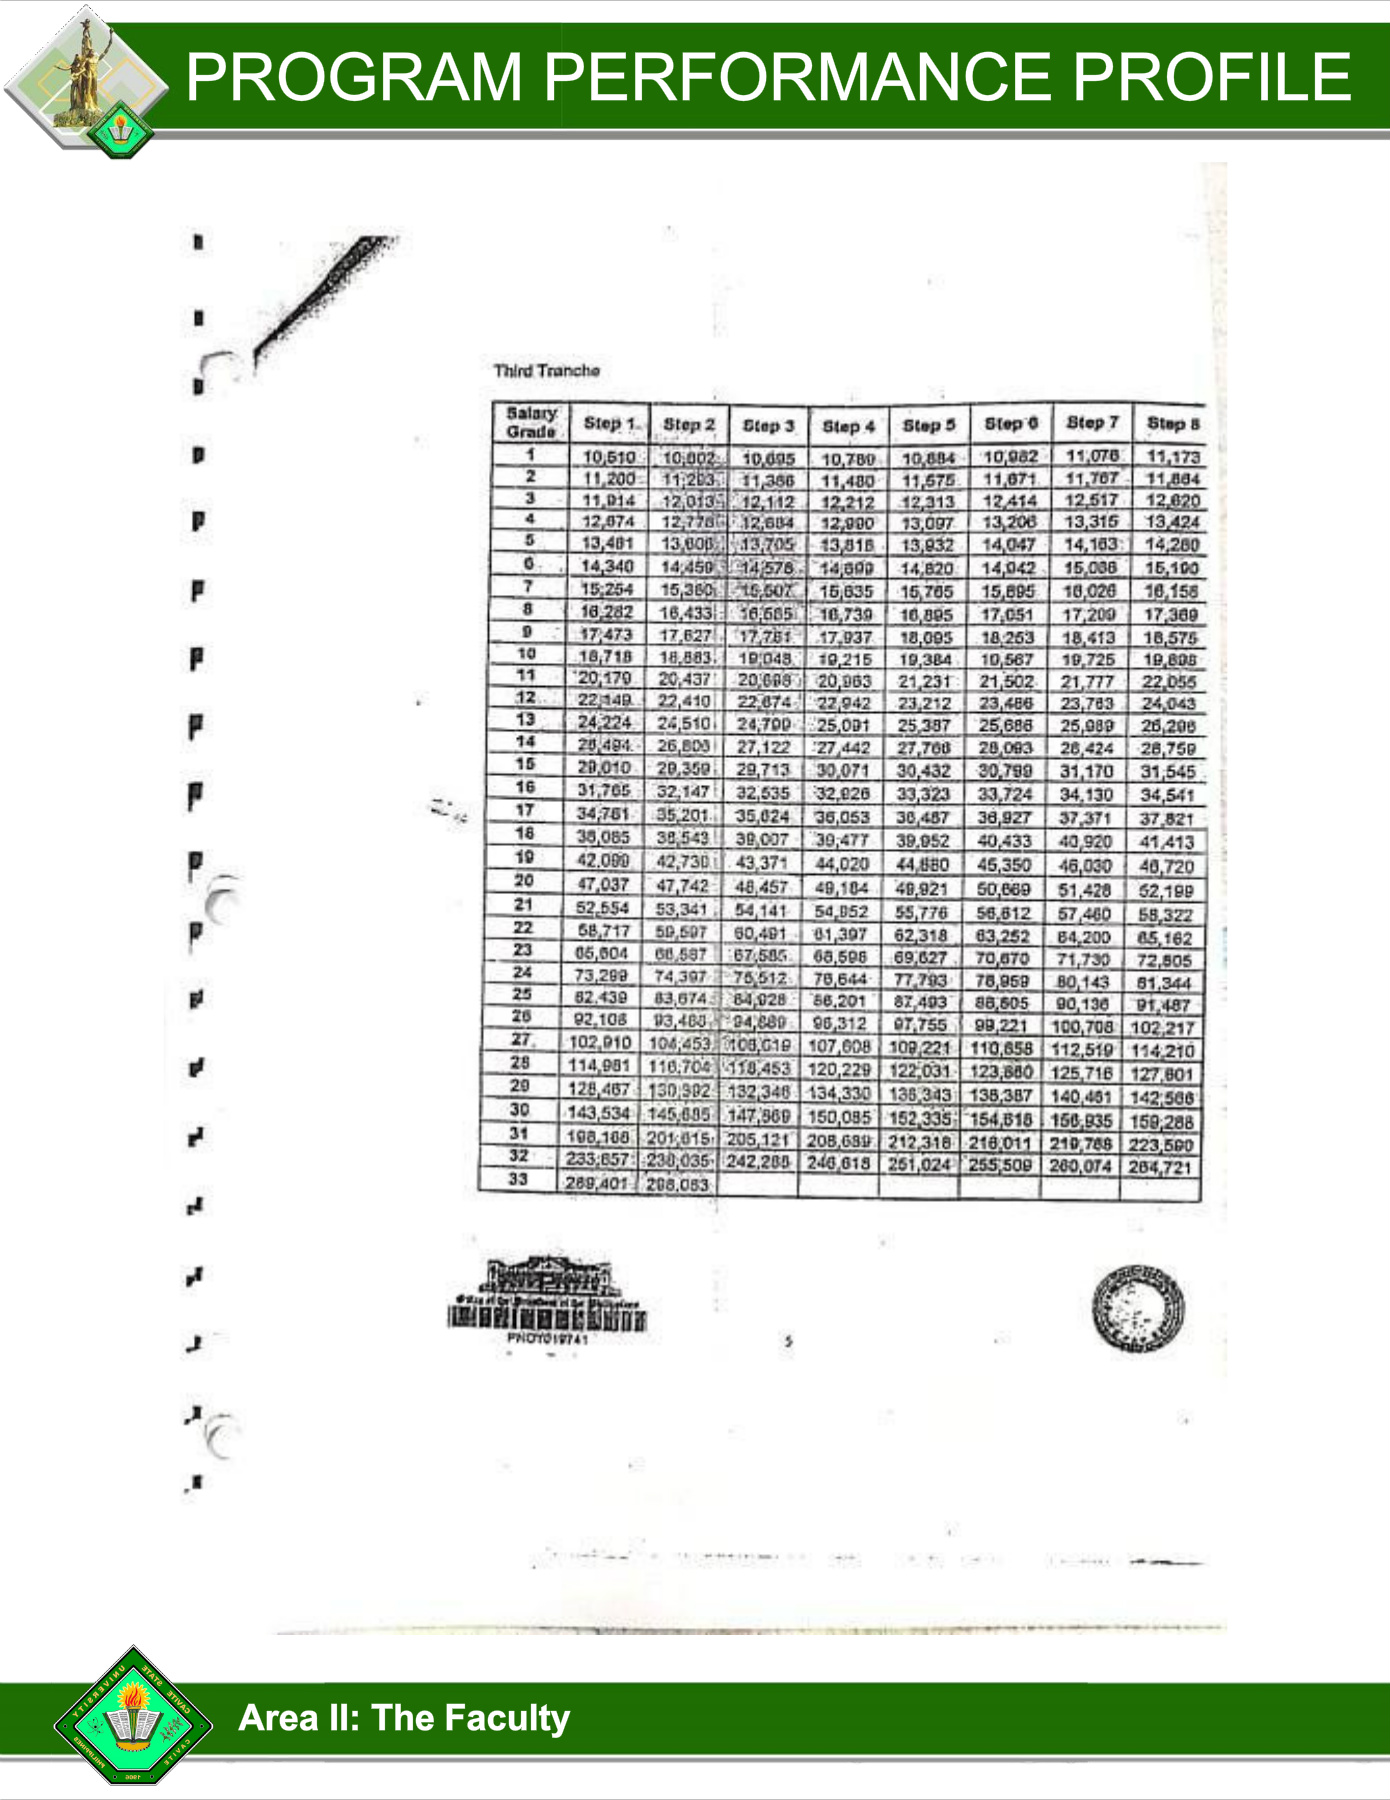 PROGRAM PERFORMANCE PROFILE
Third Tranche
Salary Grade Step 1 Step 2 Step 3 Step 4 Step 5 Step 6 Step 7 Step 8
1 10,510 10,602 10,695 10,789 10,884 10,982 11,076 11,173
2 11,200 11,293 11,386 11,480 11,575 11,671 11,767 11,864
3 11,914 12,013 12,112 12,212 12,313 12,414 12,517 12,620
4 12,674 12,778 12,884 12,990 13,097 13,206 13,315 13,424
5 13,481 13,606 13,705 13,818 13,932 14,047 14,163 14,280
6 14,340 14,459 14,578 14,699 14,820 14,942 15,066 15,190
7 15,254 15,380 15,507 15,635 15,765 15,895 16,026 16,158
8 16,282 16,433 16,585 16,739 16,895 17,051 17,209 17,369
9 17,473 17,627 17,781 17,937 18,095 18,253 18,413 18,575
10 18,718 18,883 19,048 19,215 19,384 19,567 19,725 19,898
11 20,179 20,437 20,698 20,963 21,231 21,502 21,777 22,055
12 22,149 22,410 22,674 22,942 23,212 23,486 23,763 24,043
13 24,224 24,510 24,799 25,091 25,387 25,686 25,989 26,296
14 26,494 26,806 27,122 27,442 27,766 28,093 28,424 28,759
15 29,010 29,359 29,713 30,071 30,432 30,799 31,170 31,545
16 31,765 32,147 32,535 32,926 33,323 33,724 34,130 34,541
17 34,781 35,201 35,624 36,053 36,487 36,927 37,371 37,821
18 38,085 38,543 39,007 39,477 39,952 40,433 40,920 41,413
19 42,099 42,730 43,371 44,020 44,680 45,350 46,030 46,720
20 47,037 47,742 48,457 49,184 49,921 50,669 51,428 52,199
21 52,554 53,341 54,141 54,952 55,776 56,612 57,460 58,322
22 58,717 59,597 60,491 61,397 62,318 63,252 64,200 65,162
23 65,604 66,587 67,585 68,598 69,627 70,670 71,730 72,805
24 73,299 74,397 75,512 76,644 77,793 78,959 80,143 81,344
25 82,439 83,674 84,928 86,201 87,493 88,805 90,136 91,487
26 92,108 93,488 94,889 96,312 97,755 99,221 100,708 102,217
27 102,910 104,453 106,019 107,608 109,221 110,858 112,519 114,210
28 114,981 116,704 118,453 120,229 122,031 123,860 125,716 127,601
29 128,467 130,392 132,346 134,330 136,343 138,387 140,461 142,566
30 143,534 145,685 147,869 150,085 152,335 154,618 156,935 159,288
31 198,168 201,615 205,121 208,689 212,318 216,011 219,768 223,590
32 233,857 238,035 242,288 246,618 251,024 255,509 260,074 264,721
33 289,401 298,083
Office of the President of the Philippines
PNOY019741
5
CAVITE STATE UNIVERSITY
CAVITE PHILIPPINES
1906
Area II: The Faculty